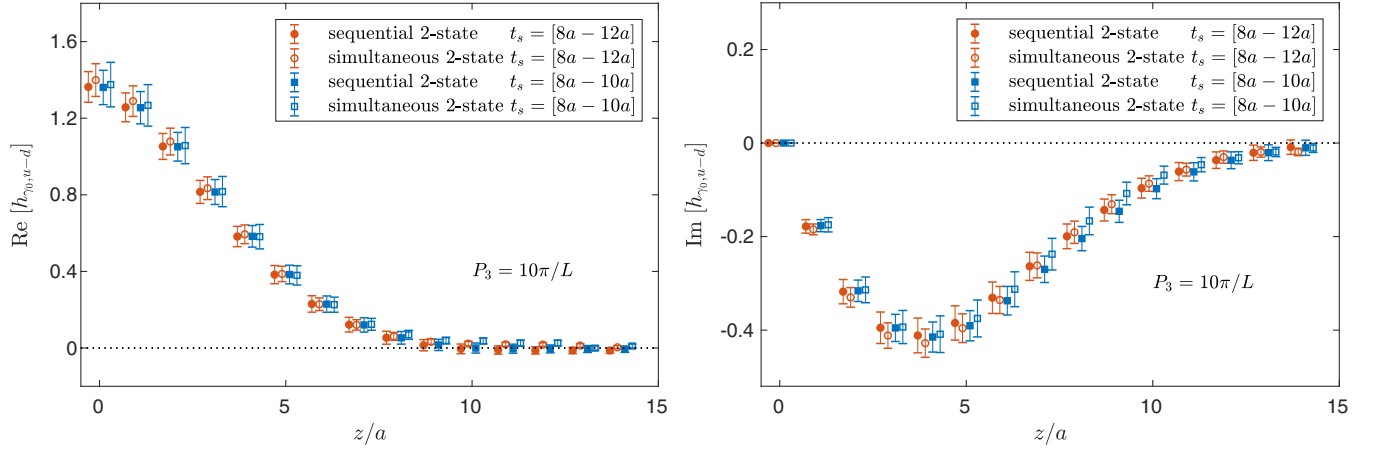 Re [h_{γ_0,u−d}]
1.6
1.2
0.8
0.4
0
sequential 2-state t_s = [8a − 12a]
simultaneous 2-state t_s = [8a − 12a]
sequential 2-state t_s = [8a − 10a]
simultaneous 2-state t_s = [8a − 10a]
P_3 = 10π/L
0 5 10 15
z/a
Im [h_{γ_0,u−d}]
0.2
0
-0.2
-0.4
sequential 2-state t_s = [8a − 12a]
simultaneous 2-state t_s = [8a − 12a]
sequential 2-state t_s = [8a − 10a]
simultaneous 2-state t_s = [8a − 10a]
P_3 = 10π/L
0 5 10 15
z/a